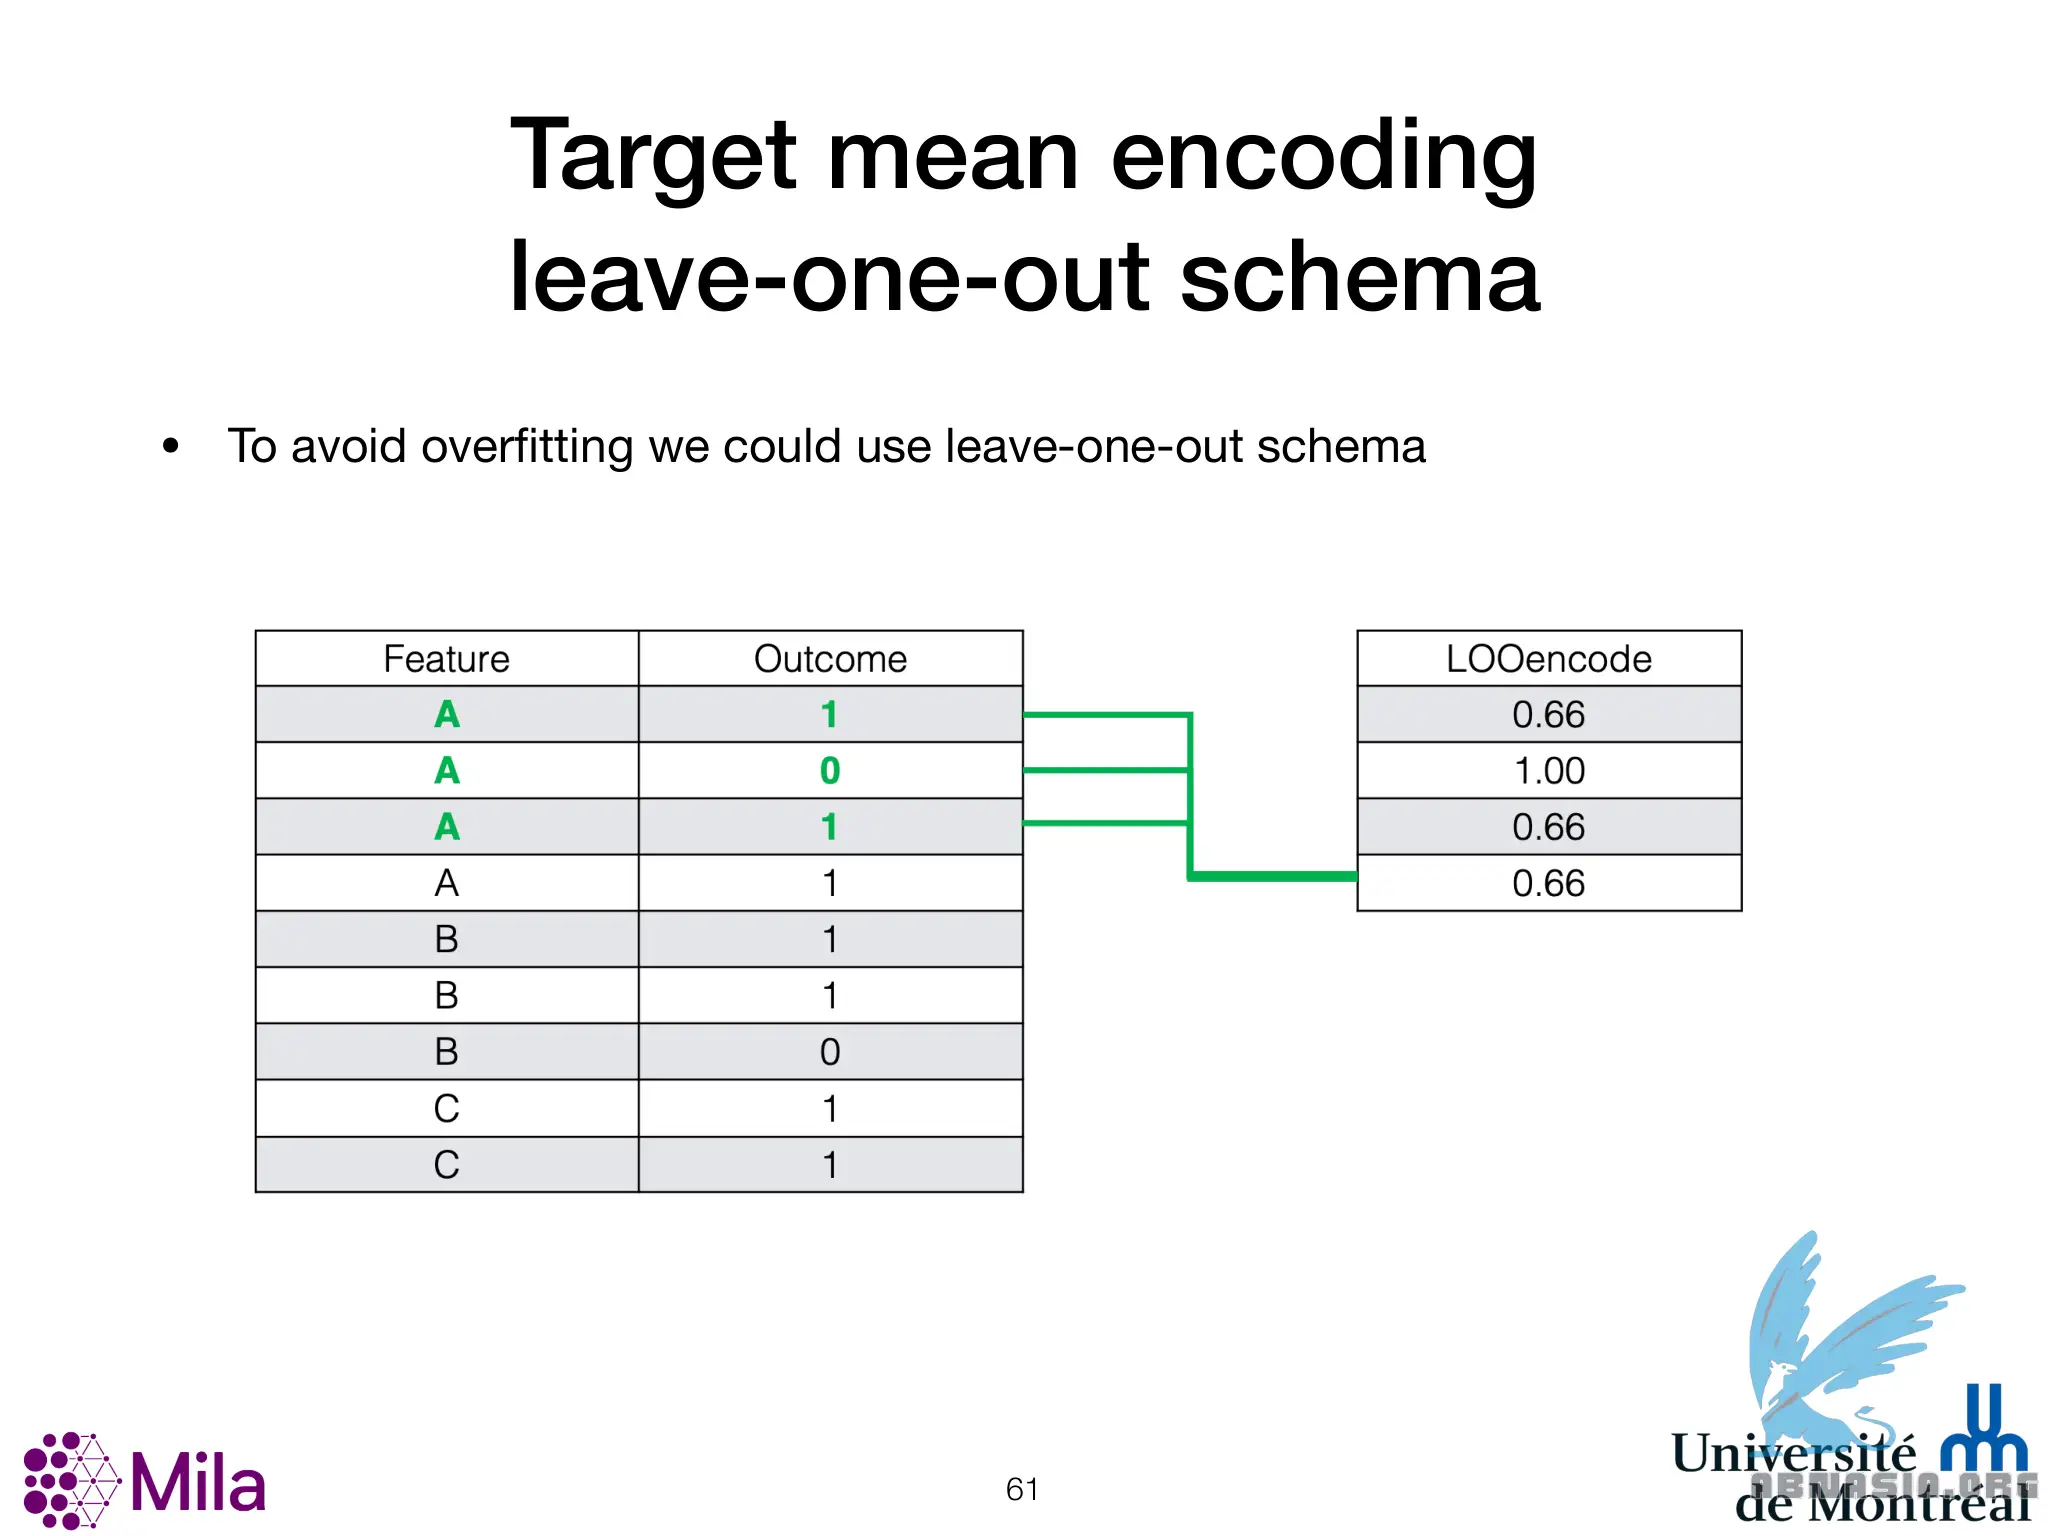 Target mean encoding
leave-one-out schema
• To avoid overfitting we could use leave-one-out schema
Feature Outcome LOOencode
A 1 0.66
A 0 1.00
A 1 0.66
A 1 0.66
B 1
B 1
B 0
C 1
C 1
Mila
61
Université
de Montréal
ABNASIA.ORG